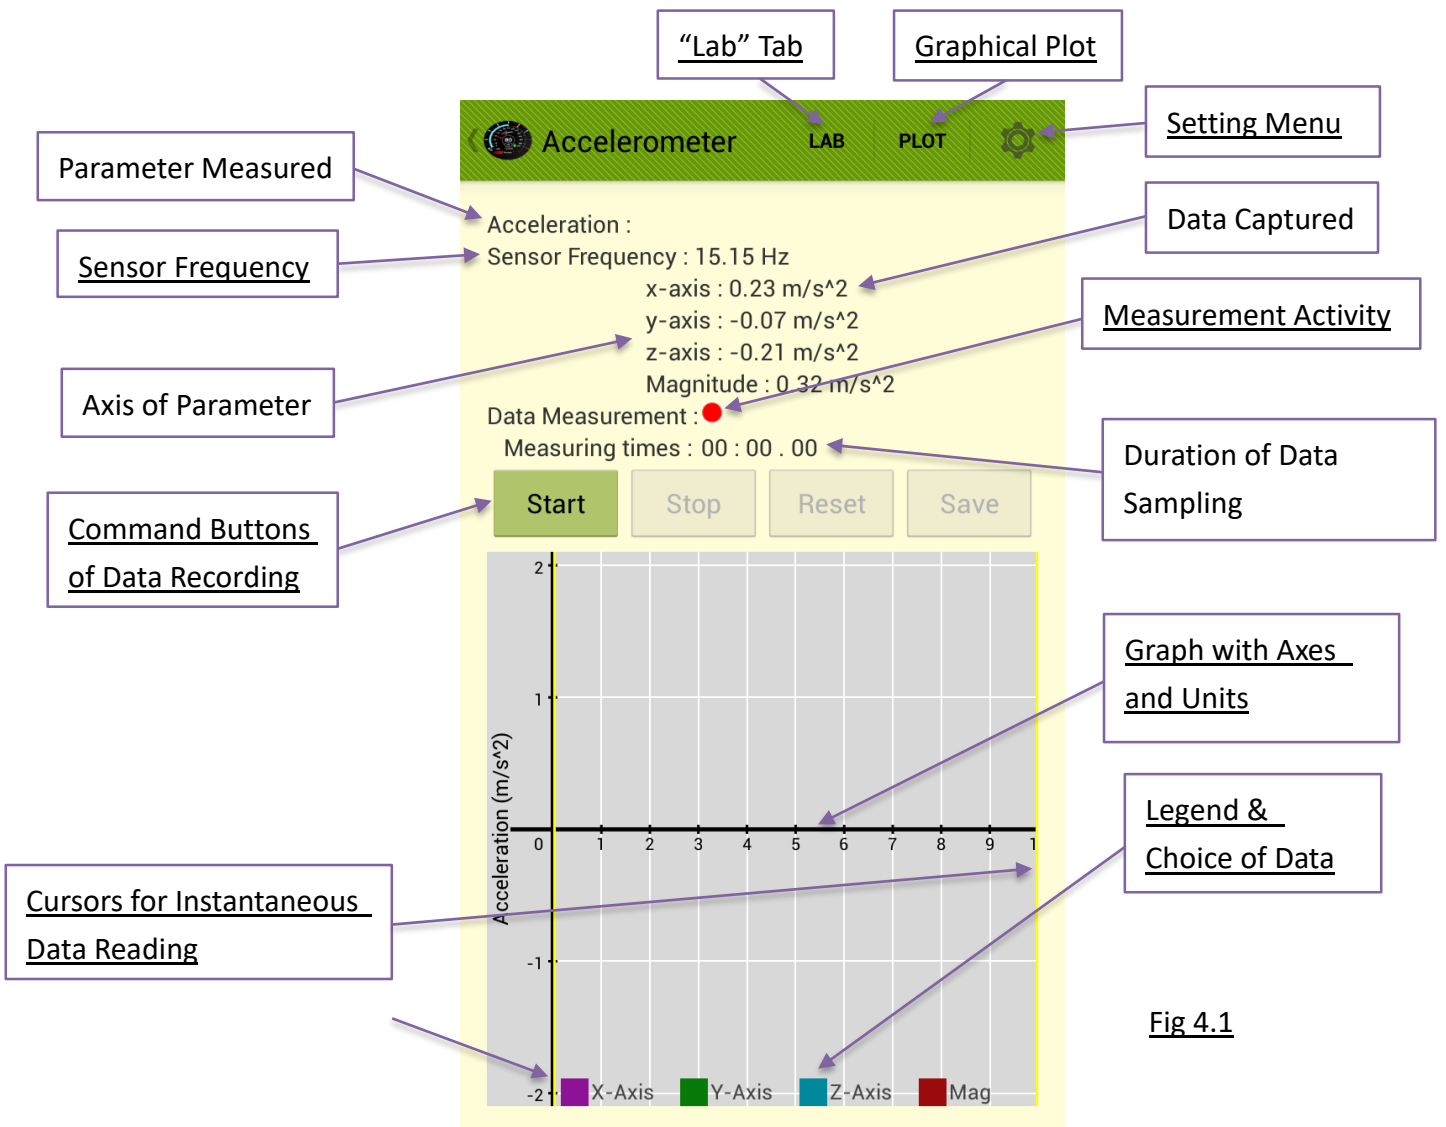 “Lab” Tab
Graphical Plot
Setting Menu
Accelerometer
LAB
PLOT
Parameter Measured
Data Captured
Acceleration :
Sensor Frequency
Sensor Frequency : 15.15 Hz
x-axis : 0.23 m/s^2
Measurement Activity
y-axis : -0.07 m/s^2
z-axis : -0.21 m/s^2
Magnitude : 0.32 m/s^2
Axis of Parameter
Data Measurement :
Measuring times : 00 : 00 . 00
Duration of Data
Sampling
Start
Stop
Reset
Save
Command Buttons
of Data Recording
2
1
Graph with Axes
and Units
Acceleration (m/s^2)
0 1 2 3 4 5 6 7 8 9 1
Legend &
Choice of Data
Cursors for Instantaneous
Data Reading
-1
-2
X-Axis
Y-Axis
Z-Axis
Mag
Fig 4.1